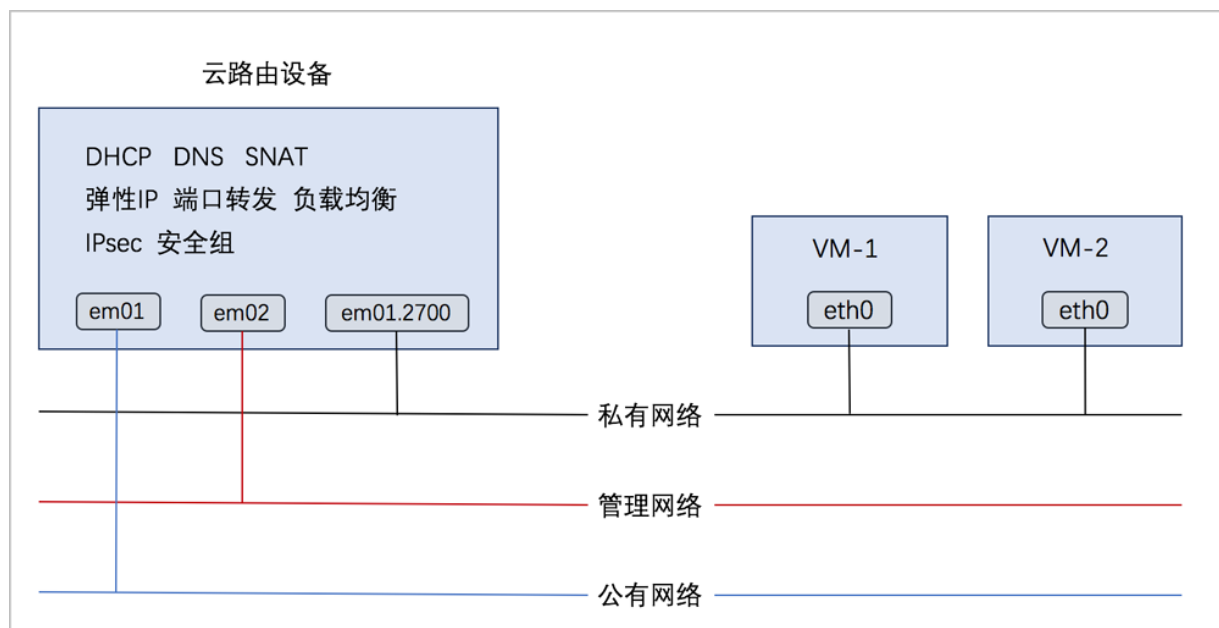 云路由设备
DHCP DNS SNAT
弹性IP 端口转发 负载均衡
IPsec 安全组
em01 em02 em01.2700
VM-1 VM-2
eth0 eth0
私有网络
管理网络
公有网络